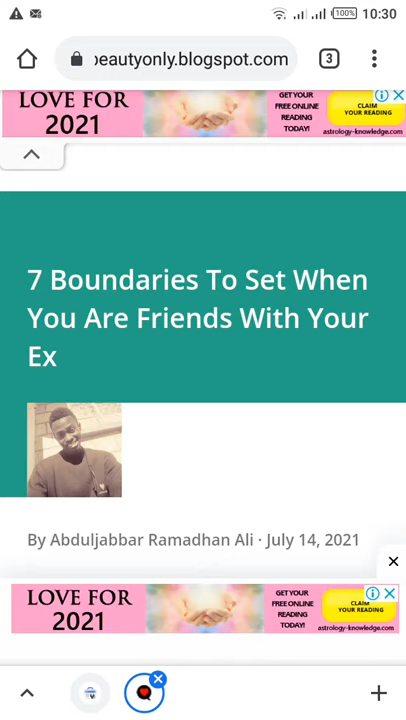 100%
10:30
eautyonly.blogspot.com
3
LOVE FOR
2021
GET YOUR
FREE ONLINE
READING
TODAY!
CLAIM
YOUR READING
astrology-knowledge.com
7 Boundaries To Set When
You Are Friends With Your
Ex
By Abduljabbar Ramadhan Ali · July 14, 2021
LOVE FOR
2021
GET YOUR
FREE ONLINE
READING
TODAY!
CLAIM
YOUR READING
astrology-knowledge.com